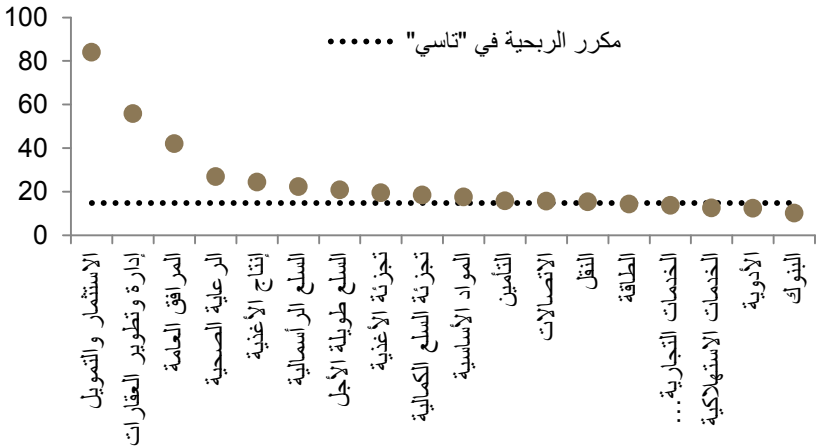 100
80
60
40
20
0
مكرر الربحية في "تاسي"
الاستثمار والتمويل
إدارة وتطوير العقارات
المرافق العامة
الرعاية الصحية
إنتاج الأغذية
السلع الرأسمالية
السلع طويلة الأجل
تجزئة الأغذية
تجزئة السلع الكمالية
المواد الأساسية
التأمين
الاتصالات
النقل
الطاقة
الخدمات التجارية...
الخدمات الاستهلاكية
الأدوية
البنوك